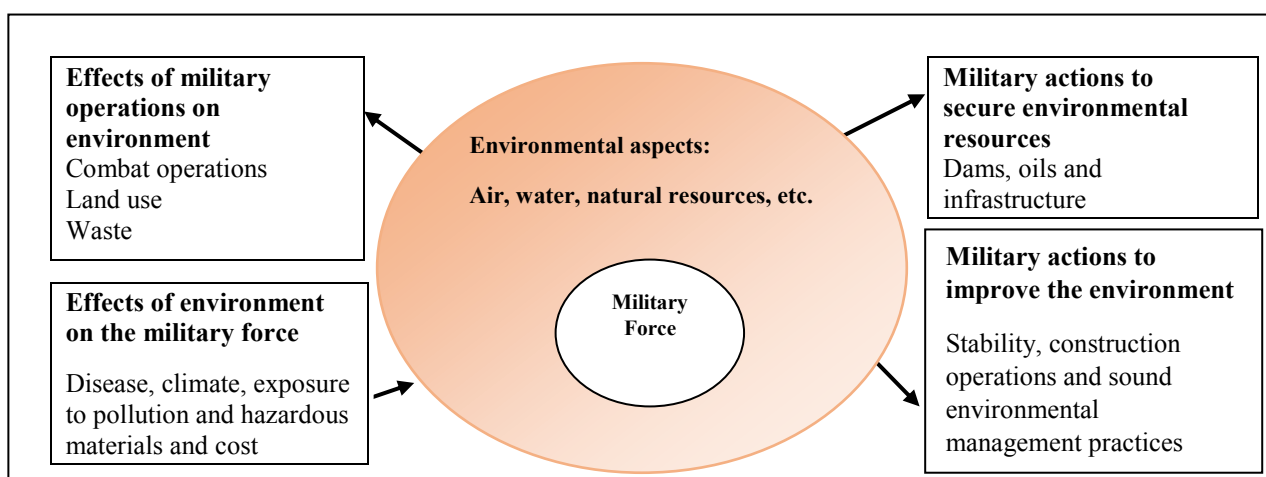 Effects of military
operations on
environment
Combat operations
Land use
Waste
Effects of environment
on the military force
Disease, climate, exposure
to pollution and hazardous
materials and cost
Environmental aspects:
Air, water, natural resources, etc.
Military
Force
Military actions to
secure environmental
resources
Dams, oils and
infrastructure
Military actions to
improve the environment
Stability, construction
operations and sound
environmental
management practices